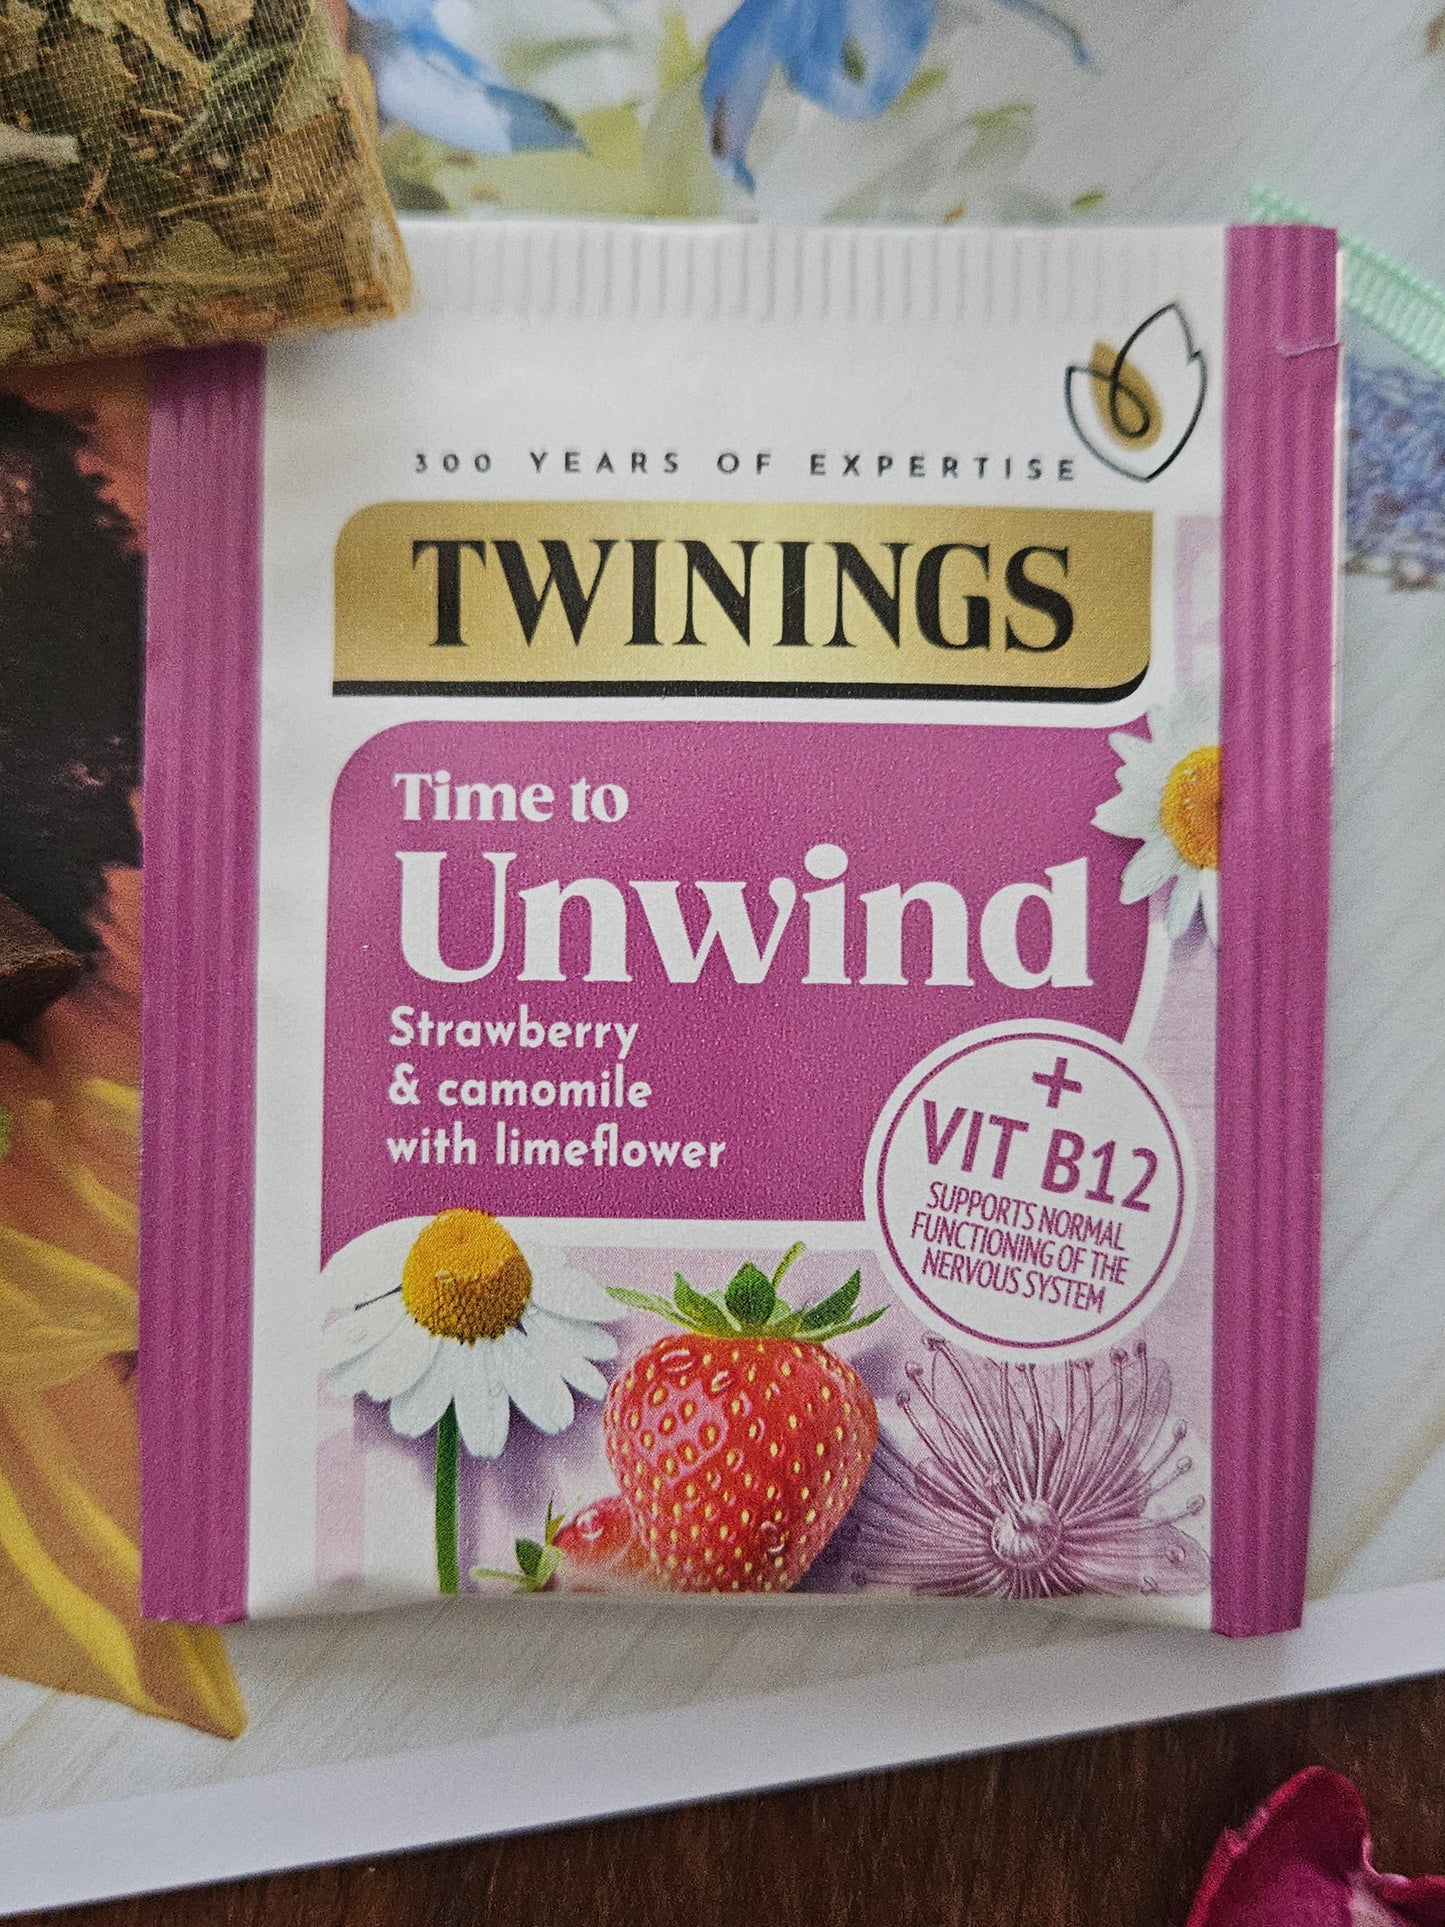 300 YEARS OF EXPERTISE
TWININGS
Time to
Unwind
Strawberry
& camomile
with limeflower
+
VIT B12
SUPPORTS NORMAL
FUNCTIONING OF THE
NERVOUS SYSTEM